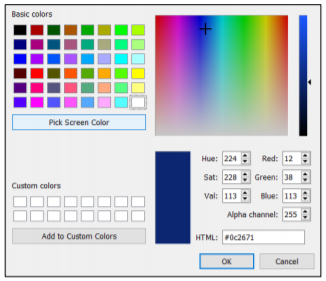 Basic colors
Pick Screen Color
Hue: 224 Red: 12
Sat: 228 Green: 38
Custom colors
Val: 113 Blue: 113
Alpha channel: 255
Add to Custom Colors
HTML: #0c2671
OK Cancel